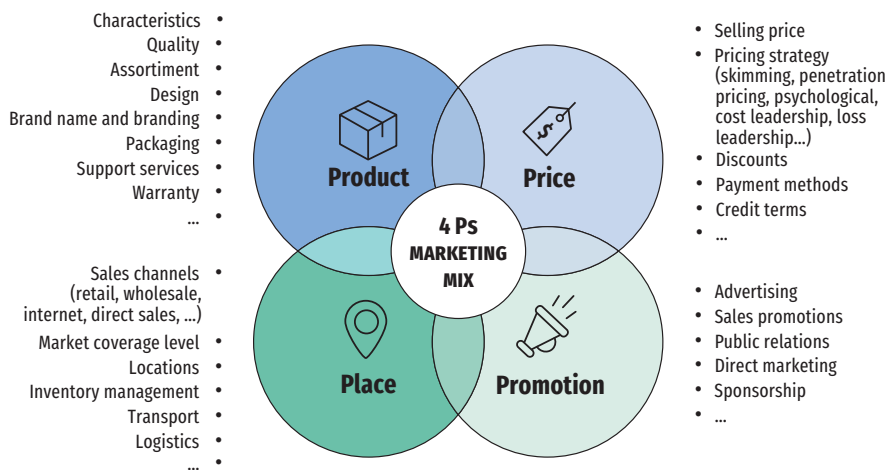 Characteristics •
Quality •
Assortiment •
Design •
Brand name and branding •
Packaging •
Support services •
Warranty •
... •
Product
• Selling price
• Pricing strategy
(skimming, penetration
pricing, psychological,
cost leadership, loss
leadership...)
• Discounts
• Payment methods
• Credit terms
• ...
$
Price
4 Ps
MARKETING
MIX
Sales channels •
(retail, wholesale,
internet, direct sales, ...)
Market coverage level •
Locations •
Inventory management •
Transport •
Logistics •
... •
Place
• Advertising
• Sales promotions
• Public relations
• Direct marketing
• Sponsorship
• ...
Promotion